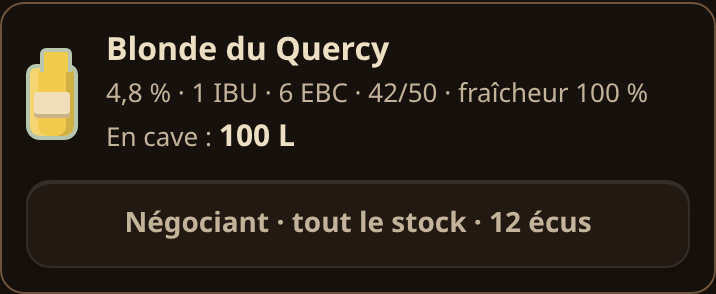 Blonde du Quercy
4,8 % · 1 IBU · 6 EBC · 42/50 · fraîcheur 100 %
En cave : 100 L
Négociant · tout le stock · 12 écus